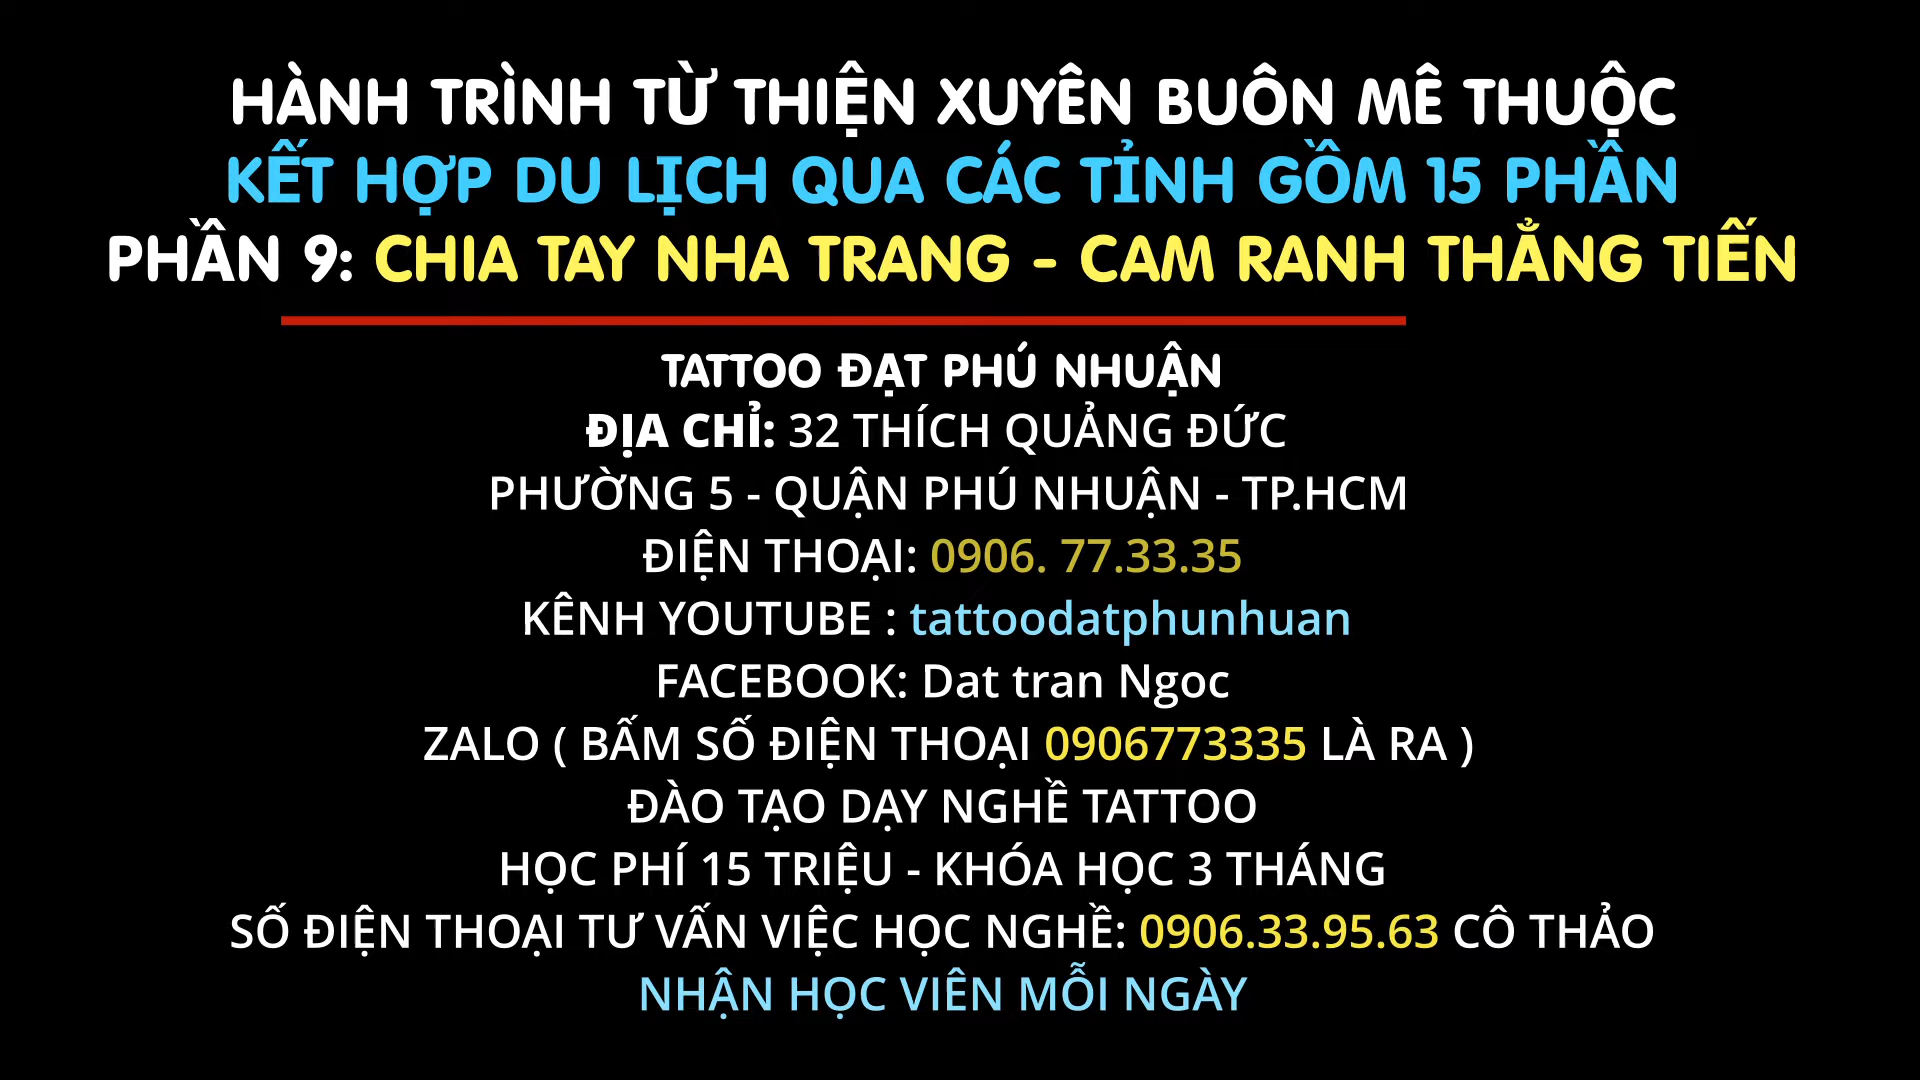 HÀNH TRÌNH TỪ THIỆN XUYÊN BUÔN MÊ THUỘC
KẾT HỢP DU LỊCH QUA CÁC TỈNH GỒM 15 PHẦN
PHẦN 9: CHIA TAY NHA TRANG - CAM RANH THẲNG TIẾN
TATTOO ĐẠT PHÚ NHUẬN
ĐỊA CHỈ: 32 THÍCH QUẢNG ĐỨC
PHƯỜNG 5 - QUẬN PHÚ NHUẬN - TP.HCM
ĐIỆN THOẠI: 0906. 77.33.35
KÊNH YOUTUBE : tattoodatphunhuan
FACEBOOK: Dat tran Ngoc
ZALO ( BẤM SỐ ĐIỆN THOẠI 0906773335 LÀ RA )
ĐÀO TẠO DẠY NGHỀ TATTOO
HỌC PHÍ 15 TRIỆU - KHÓA HỌC 3 THÁNG
SỐ ĐIỆN THOẠI TƯ VẤN VIỆC HỌC NGHỀ: 0906.33.95.63 CÔ THẢO
NHẬN HỌC VIÊN MỖI NGÀY